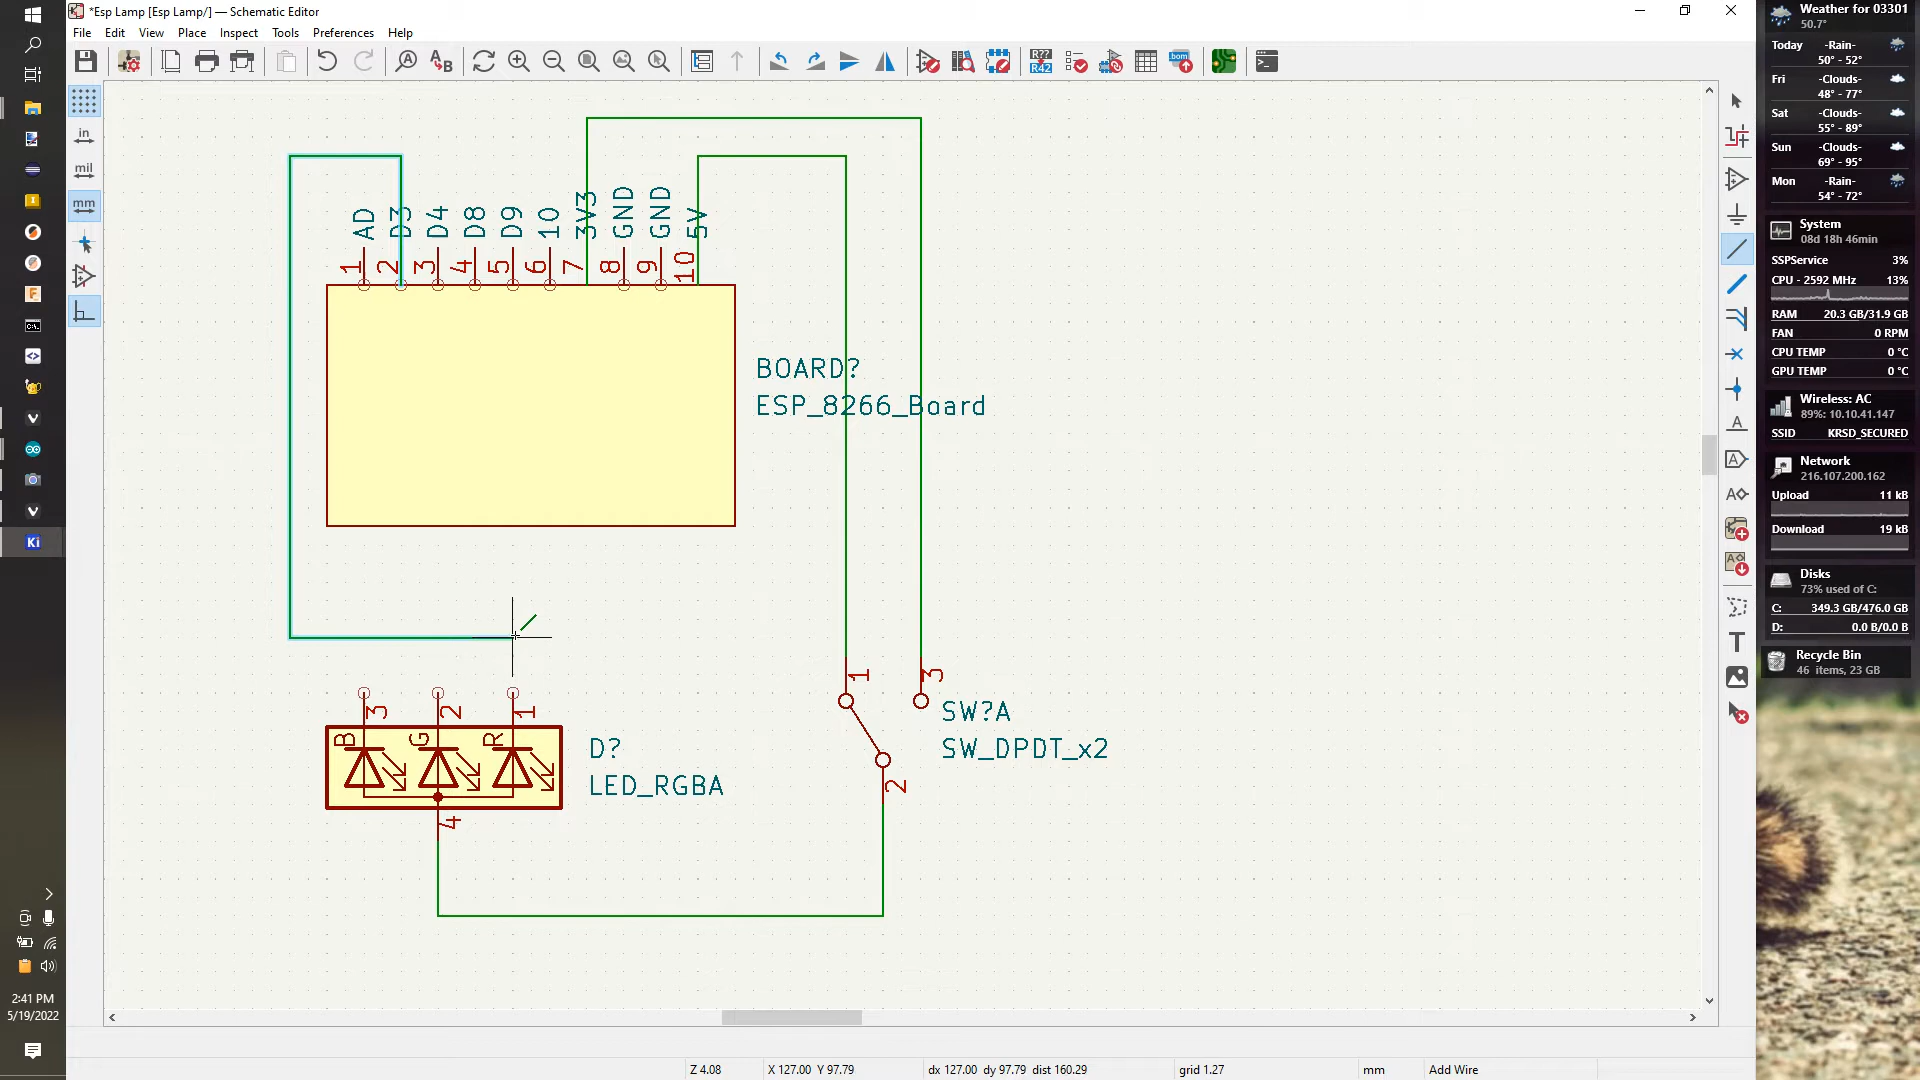 *Esp Lamp [Esp Lamp/] — Schematic Editor
File Edit View Place Inspect Tools Preferences Help
in
mil
mm
AD D3 D4 D8 D9 10 3V3 GND GND 5V
1 2 3 4 5 6 7 8 9 10
BOARD?
ESP_8266_Board
3 2 1
B G R
D?
LED_RGBA
4
1 3
SW?A
SW_DPDT_x2
2
Z 4.08
X 127.00 Y 97.79
dx 127.00 dy 97.79 dist 160.29
grid 1.27
mm
Add Wire
R??
R42
bom
A
B
A
A
A
T
Ki
2:41 PM
5/19/2022
Weather for 03301
50.7°
Today -Rain-
50° - 52°
Fri -Clouds-
48° - 77°
Sat -Clouds-
55° - 89°
Sun -Clouds-
69° - 95°
Mon -Rain-
54° - 72°
System
08d 18h 46min
SSPService 3%
CPU - 2592 MHz 13%
RAM 20.3 GB/31.9 GB
FAN 0 RPM
CPU TEMP 0 °C
GPU TEMP 0 °C
Wireless: AC
89%: 10.10.41.147
SSID KRSD_SECURED
Network
216.107.200.162
Upload 11 kB
Download 19 kB
Disks
73% used of C:
C: 349.3 GB/476.0 GB
D: 0.0 B/0.0 B
Recycle Bin
46 items, 23 GB